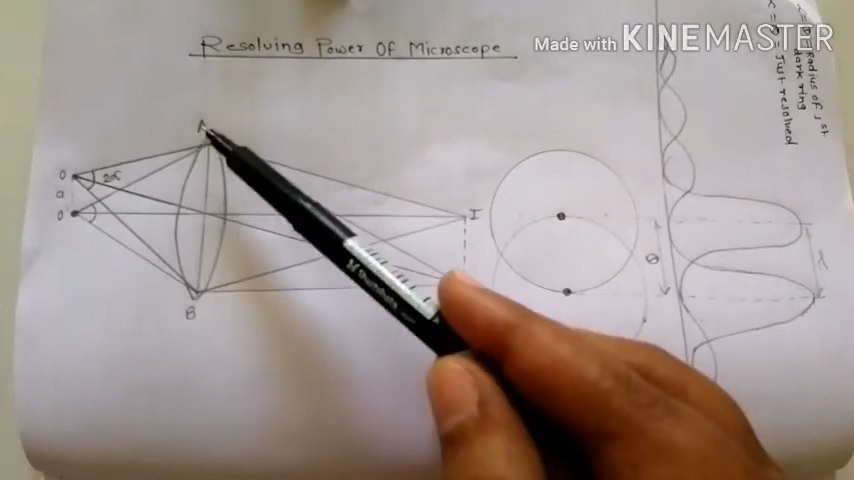 Resolving Power Of Microscope
Made with KINEMASTER
radius of 1st
dark ring
= Just resolved
A
O
2α
a
O'
I
B
θ
x